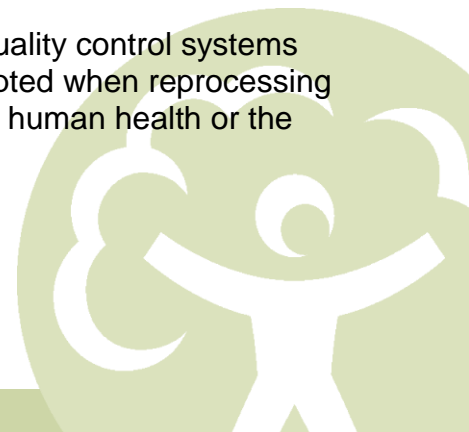 uality control systems
oted when reprocessing
human health or the